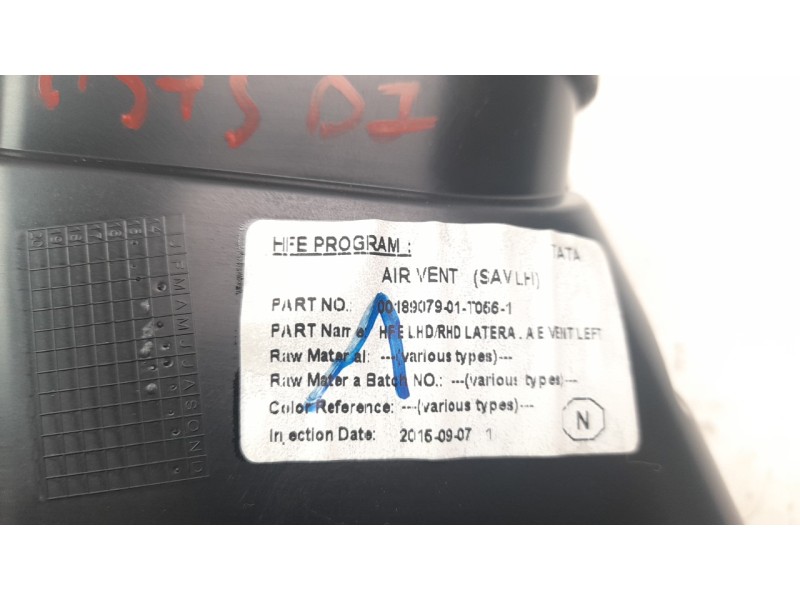 D1
HFE PROGRAM : TATA
AIR VENT (SAV LH)
PART NO.: 00189079-01-T056-1
PART Name: HFE LHD/RHD LATERA. A E VENT LEFT
Raw Material: ---(various types)---
Raw Mater a Batch NO.: ---(various types)---
Color Reference: ---(various types)---
Injection Date: 2015-09-07 1
N
1
J F M A M J J A S O N D